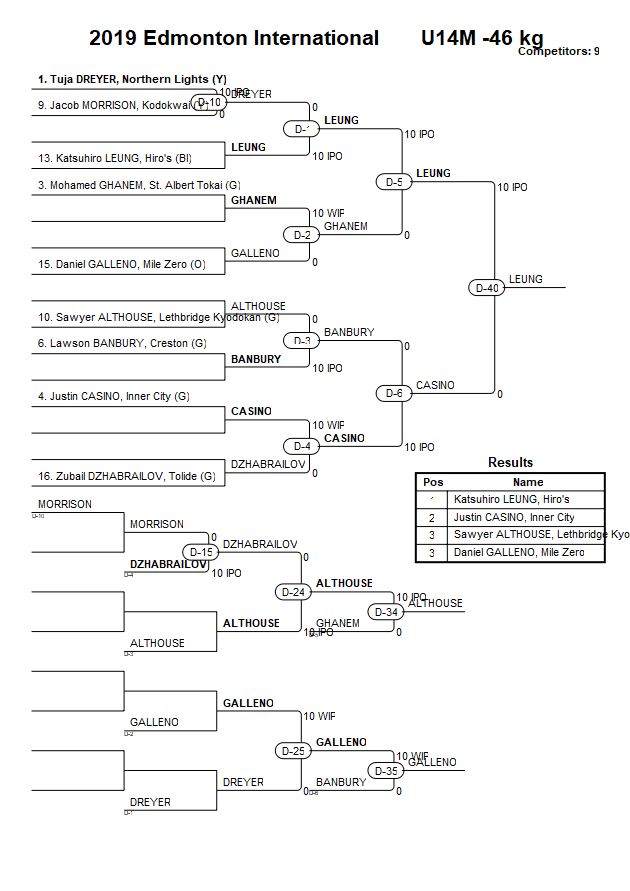 2019 Edmonton International U14M -46 kg
Competitors: 9
1. Tuja DREYER, Northern Lights (Y)
10 IPO
DREYER
D-10
9. Jacob MORRISON, Kodokwai (Y)
0
0
LEUNG
D-1
LEUNG
10 IPO
13. Katsuhiro LEUNG, Hiro's (Bl)
10 IPO
LEUNG
D-5
10 IPO
3. Mohamed GHANEM, St. Albert Tokai (G)
GHANEM
10 WIF
GHANEM
D-2
0
GALLENO
15. Daniel GALLENO, Mile Zero (O)
0
LEUNG
D-40
ALTHOUSE
10. Sawyer ALTHOUSE, Lethbridge Kyodokan (G)
0
BANBURY
D-3
6. Lawson BANBURY, Creston (G)
0
BANBURY
10 IPO
CASINO
D-6
0
4. Justin CASINO, Inner City (G)
CASINO
10 WIF
CASINO
D-4
10 IPO
DZHABRAILOV
16. Zubail DZHABRAILOV, Tolide (G)
0
Results
Pos Name
1 Katsuhiro LEUNG, Hiro's
2 Justin CASINO, Inner City
3 Sawyer ALTHOUSE, Lethbridge Kyo
3 Daniel GALLENO, Mile Zero
MORRISON
D-10
MORRISON
0
DZHABRAILOV
D-15
0
DZHABRAILOV
D-4
10 IPO
ALTHOUSE
D-24
10 IPO
ALTHOUSE
D-34
ALTHOUSE
10 IPO
GHANEM
D-5
0
ALTHOUSE
D-3
GALLENO
10 WIF
GALLENO
D-2
GALLENO
D-25
10 WIF
GALLENO
D-35
DREYER
0
BANBURY
D-6
0
DREYER
D-1